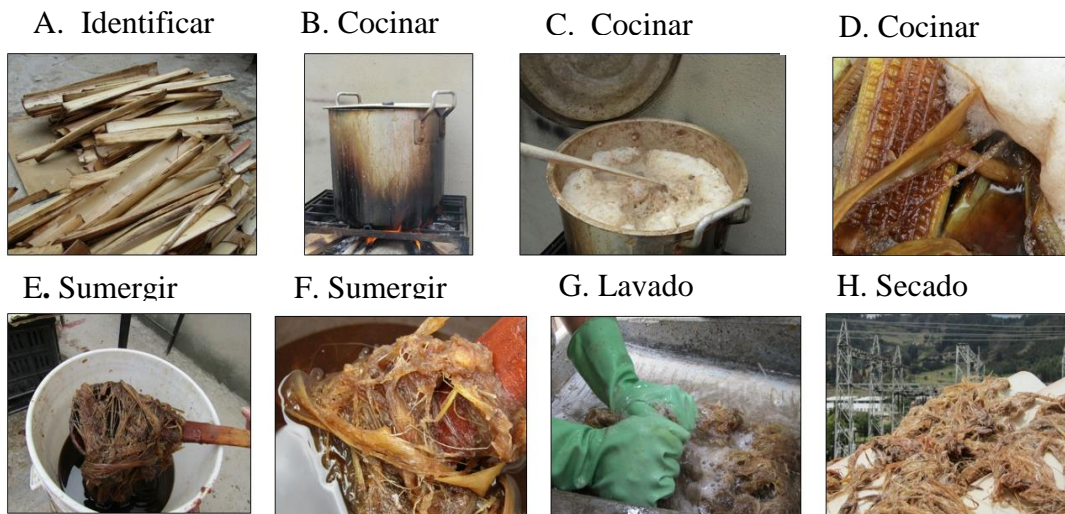 A. Identificar
B. Cocinar
C. Cocinar
D. Cocinar
E. Sumergir
F. Sumergir
G. Lavado
H. Secado